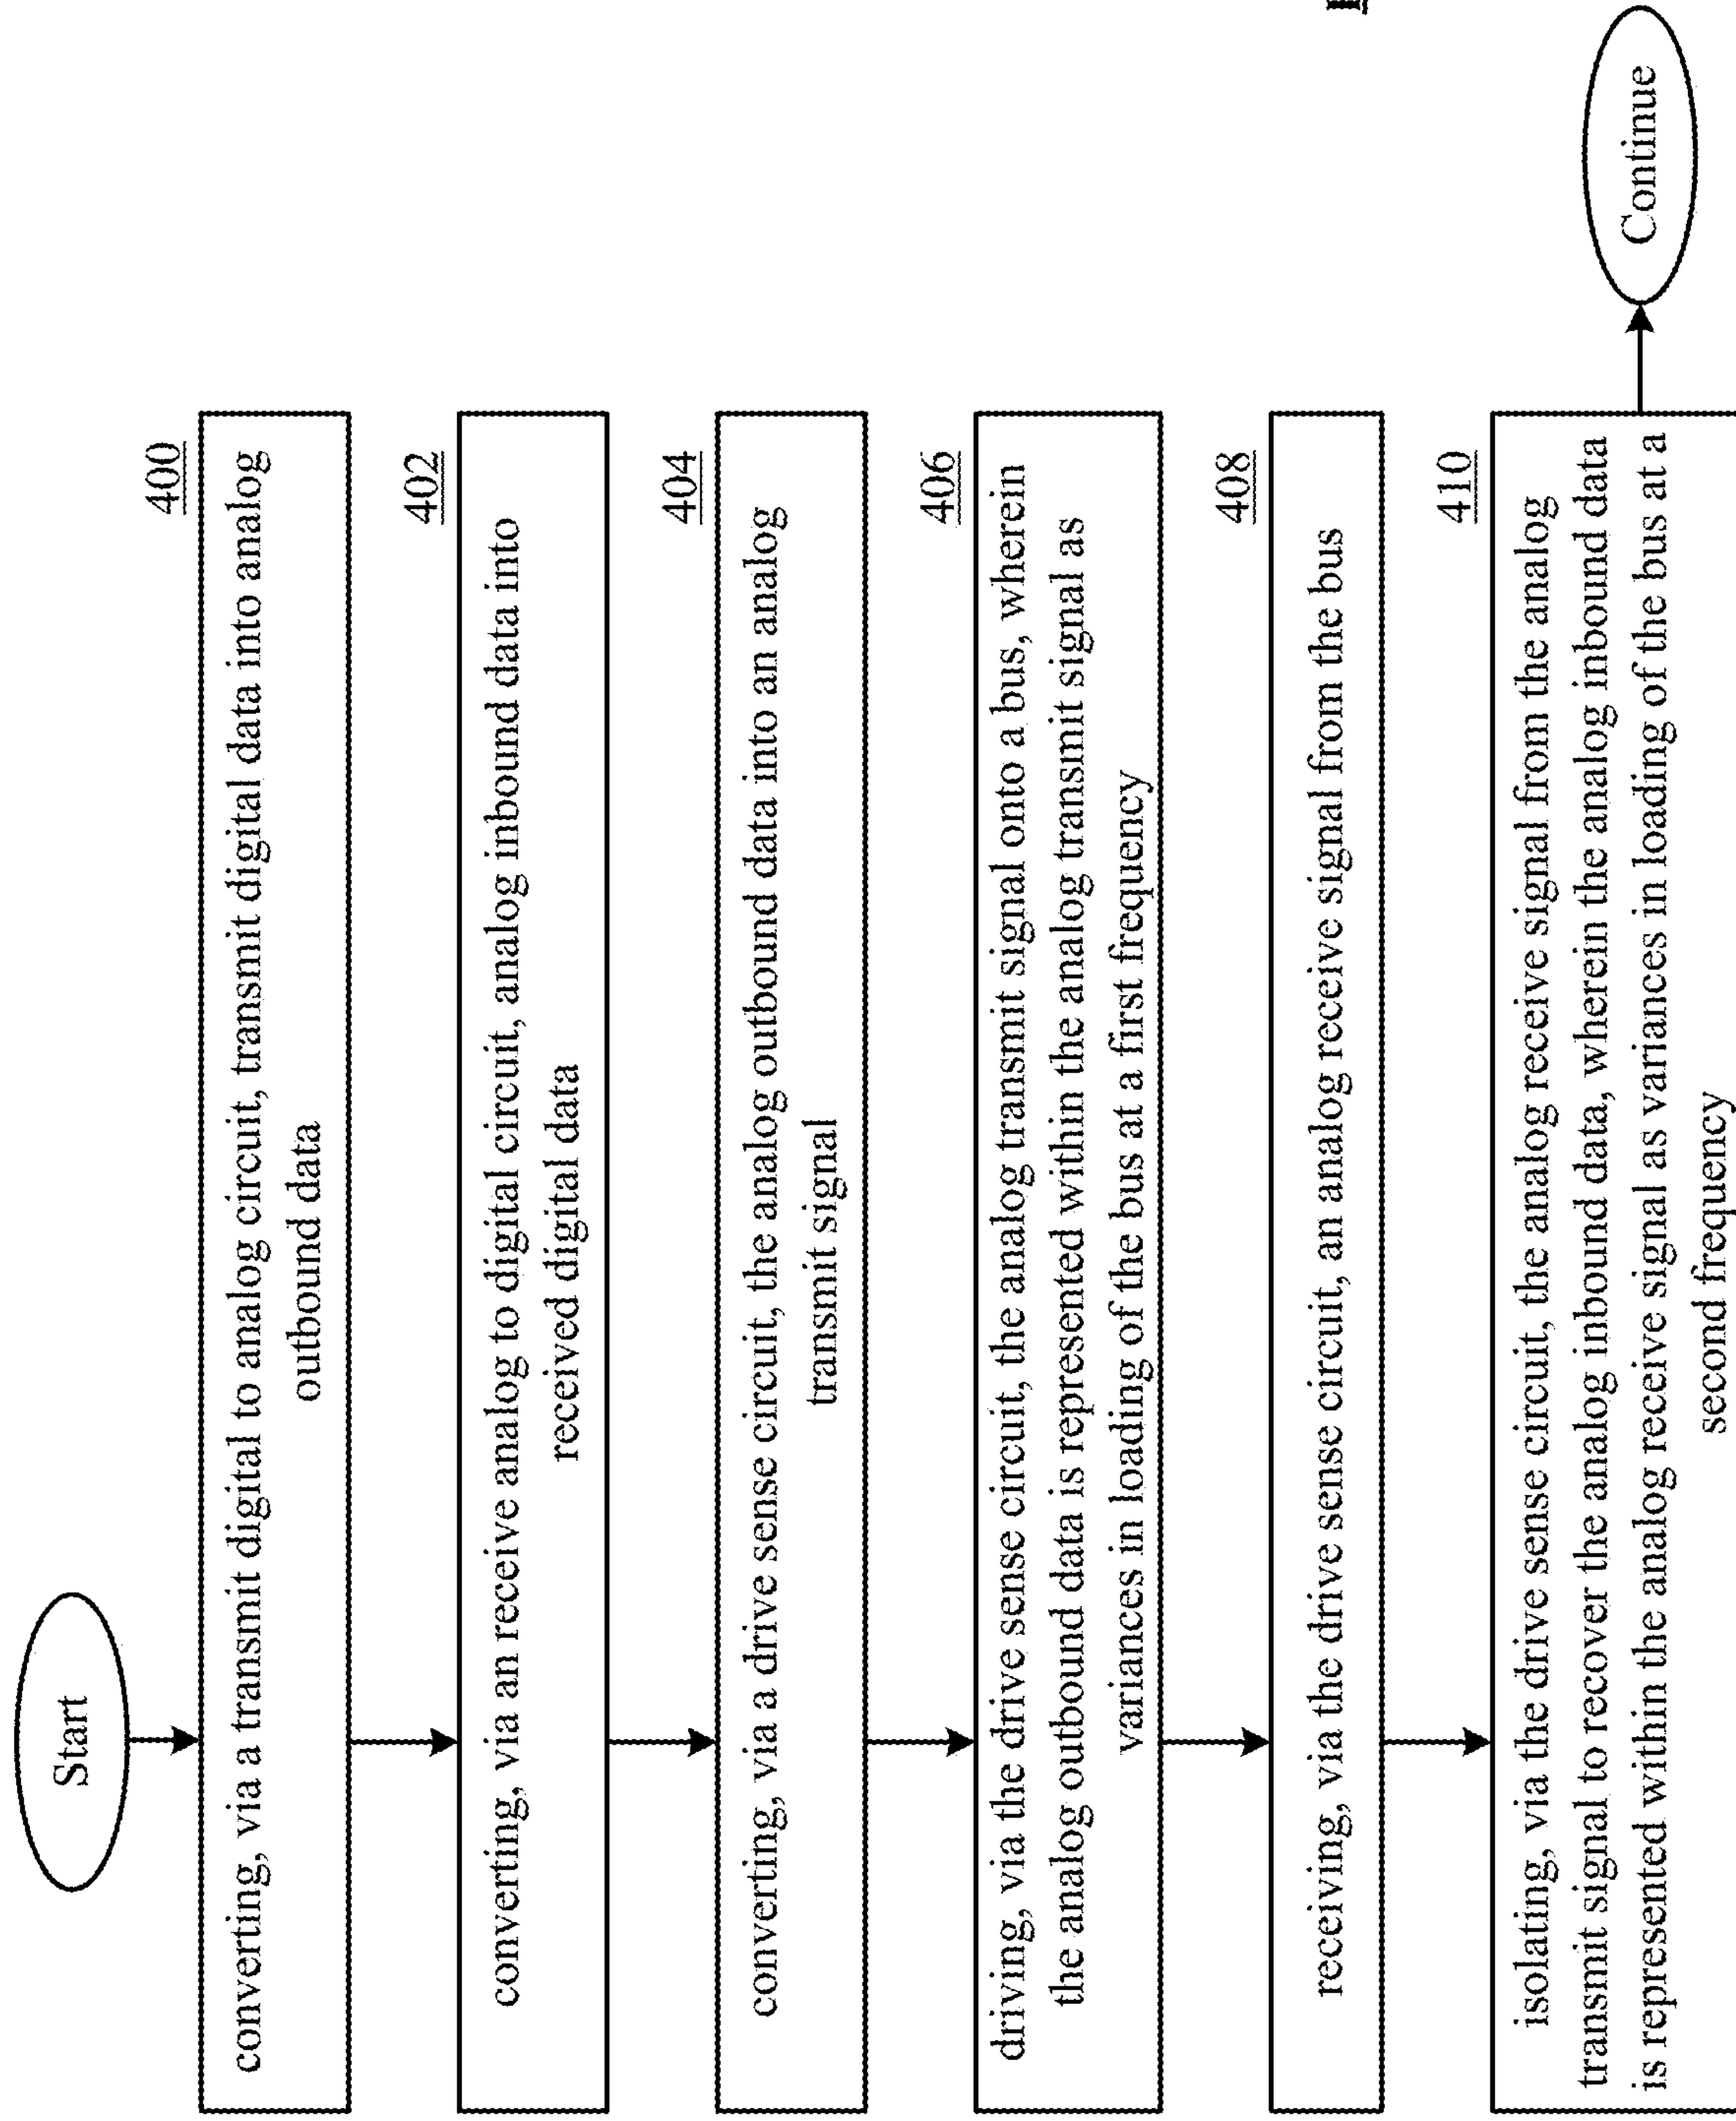 Start
400
converting, via a transmit digital to analog circuit, transmit digital data into analog
outbound data
402
converting, via an receive analog to digital circuit, analog inbound data into
received digital data
404
converting, via a drive sense circuit, the analog outbound data into an analog
transmit signal
406
driving, via the drive sense circuit, the analog transmit signal onto a bus, wherein
the analog outbound data is represented within the analog transmit signal as
variances in loading of the bus at a first frequency
408
receiving, via the drive sense circuit, an analog receive signal from the bus
410
isolating, via the drive sense circuit, the analog receive signal from the analog
transmit signal to recover the analog inbound data, wherein the analog inbound data
is represented within the analog receive signal as variances in loading of the bus at a
second frequency
Continue